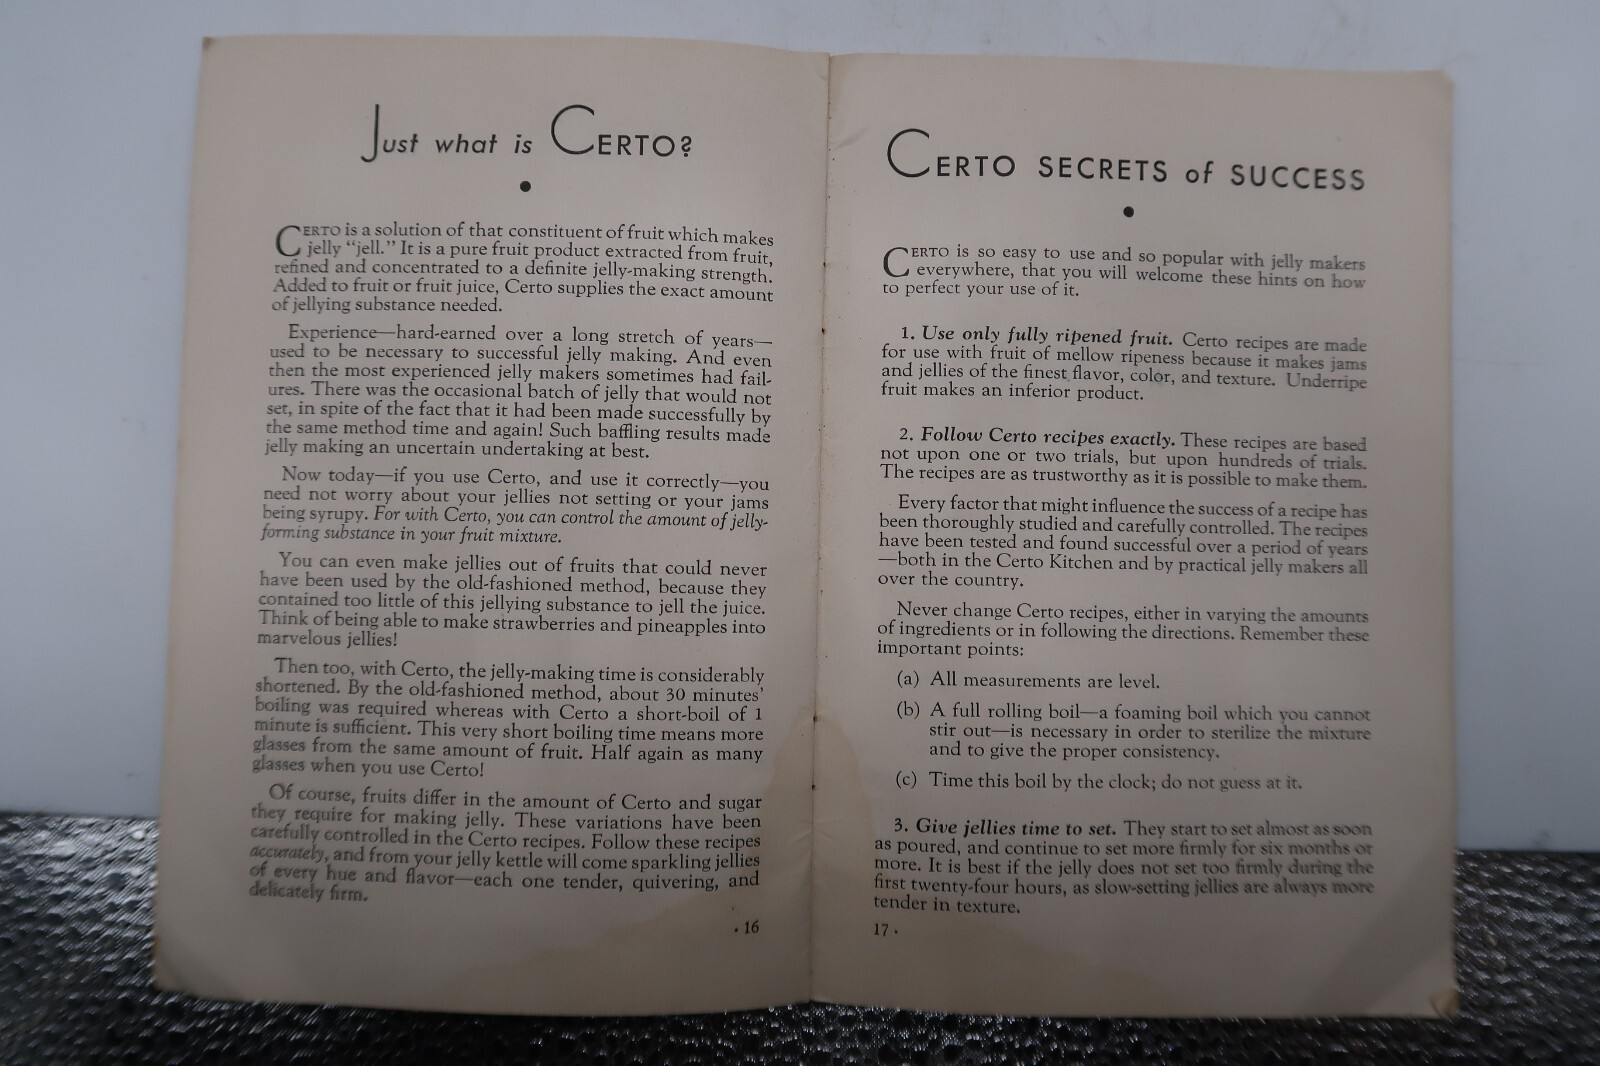 Just what is CERTO?
CERTO is a solution of that constituent of fruit which makes
jelly "jell." It is a pure fruit product extracted from fruit,
refined and concentrated to a definite jelly-making strength.
Added to fruit or fruit juice, Certo supplies the exact amount
of jellying substance needed.
Experience—hard-earned over a long stretch of years—
used to be necessary to successful jelly making. And even
then the most experienced jelly makers sometimes had fail-
ures. There was the occasional batch of jelly that would not
set, in spite of the fact that it had been made successfully by
the same method time and again! Such baffling results made
jelly making an uncertain undertaking at best.
Now today—if you use Certo, and use it correctly—you
need not worry about your jellies not setting or your jams
being syrupy. For with Certo, you can control the amount of jelly-
forming substance in your fruit mixture.
You can even make jellies out of fruits that could never
have been used by the old-fashioned method, because they
contained too little of this jellying substance to jell the juice.
Think of being able to make strawberries and pineapples into
marvelous jellies!
Then too, with Certo, the jelly-making time is considerably
shortened. By the old-fashioned method, about 30 minutes'
boiling was required whereas with Certo a short-boil of 1
minute is sufficient. This very short boiling time means more
glasses from the same amount of fruit. Half again as many
glasses when you use Certo!
Of course, fruits differ in the amount of Certo and sugar
they require for making jelly. These variations have been
carefully controlled in the Certo recipes. Follow these recipes
accurately, and from your jelly kettle will come sparkling jellies
of every hue and flavor—each one tender, quivering, and
delicately firm.
. 16
CERTO SECRETS of SUCCESS
CERTO is so easy to use and so popular with jelly makers
everywhere, that you will welcome these hints on how
to perfect your use of it.
1. Use only fully ripened fruit. Certo recipes are made
for use with fruit of mellow ripeness because it makes jams
and jellies of the finest flavor, color, and texture. Underripe
fruit makes an inferior product.
2. Follow Certo recipes exactly. These recipes are based
not upon one or two trials, but upon hundreds of trials.
The recipes are as trustworthy as it is possible to make them.
Every factor that might influence the success of a recipe has
been thoroughly studied and carefully controlled. The recipes
have been tested and found successful over a period of years
—both in the Certo Kitchen and by practical jelly makers all
over the country.
Never change Certo recipes, either in varying the amounts
of ingredients or in following the directions. Remember these
important points:
(a) All measurements are level.
(b) A full rolling boil—a foaming boil which you cannot
stir out—is necessary in order to sterilize the mixture
and to give the proper consistency.
(c) Time this boil by the clock; do not guess at it.
3. Give jellies time to set. They start to set almost as soon
as poured, and continue to set more firmly for six months or
more. It is best if the jelly does not set too firmly during the
first twenty-four hours, as slow-setting jellies are always more
tender in texture.
17 .